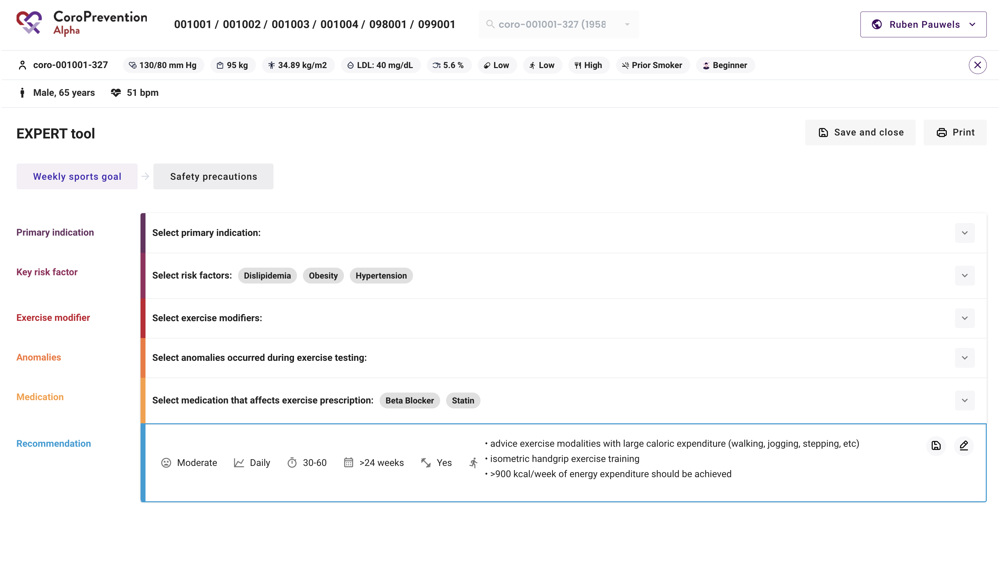 CoroPrevention
Alpha
001001 / 001002 / 001003 / 001004 / 098001 / 099001
coro-001001-327 (1958
Ruben Pauwels
coro-001001-327
130/80 mm Hg
95 kg
34.89 kg/m2
LDL: 40 mg/dL
5.6 %
Low
Low
High
Prior Smoker
Beginner
Male, 65 years
51 bpm
EXPERT tool
Save and close
Print
Weekly sports goal
Safety precautions
Primary indication
Select primary indication:
Key risk factor
Select risk factors: Dislipidemia Obesity Hypertension
Exercise modifier
Select exercise modifiers:
Anomalies
Select anomalies occurred during exercise testing:
Medication
Select medication that affects exercise prescription: Beta Blocker Statin
Recommendation
Moderate
Daily
30-60
>24 weeks
Yes
• advice exercise modalities with large caloric expenditure (walking, jogging, stepping, etc)
• isometric handgrip exercise training
• >900 kcal/week of energy expenditure should be achieved